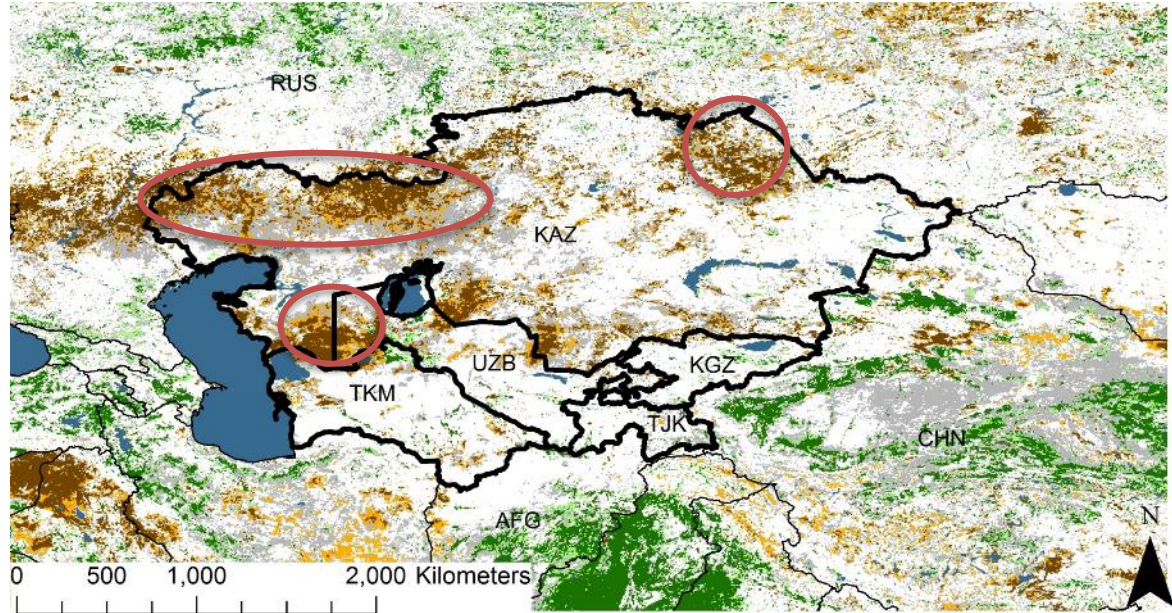 RUS
KAZ
UZB
KGZ
TKM
TJK
CHN
AFG
N
0 500 1,000 2,000 Kilometers